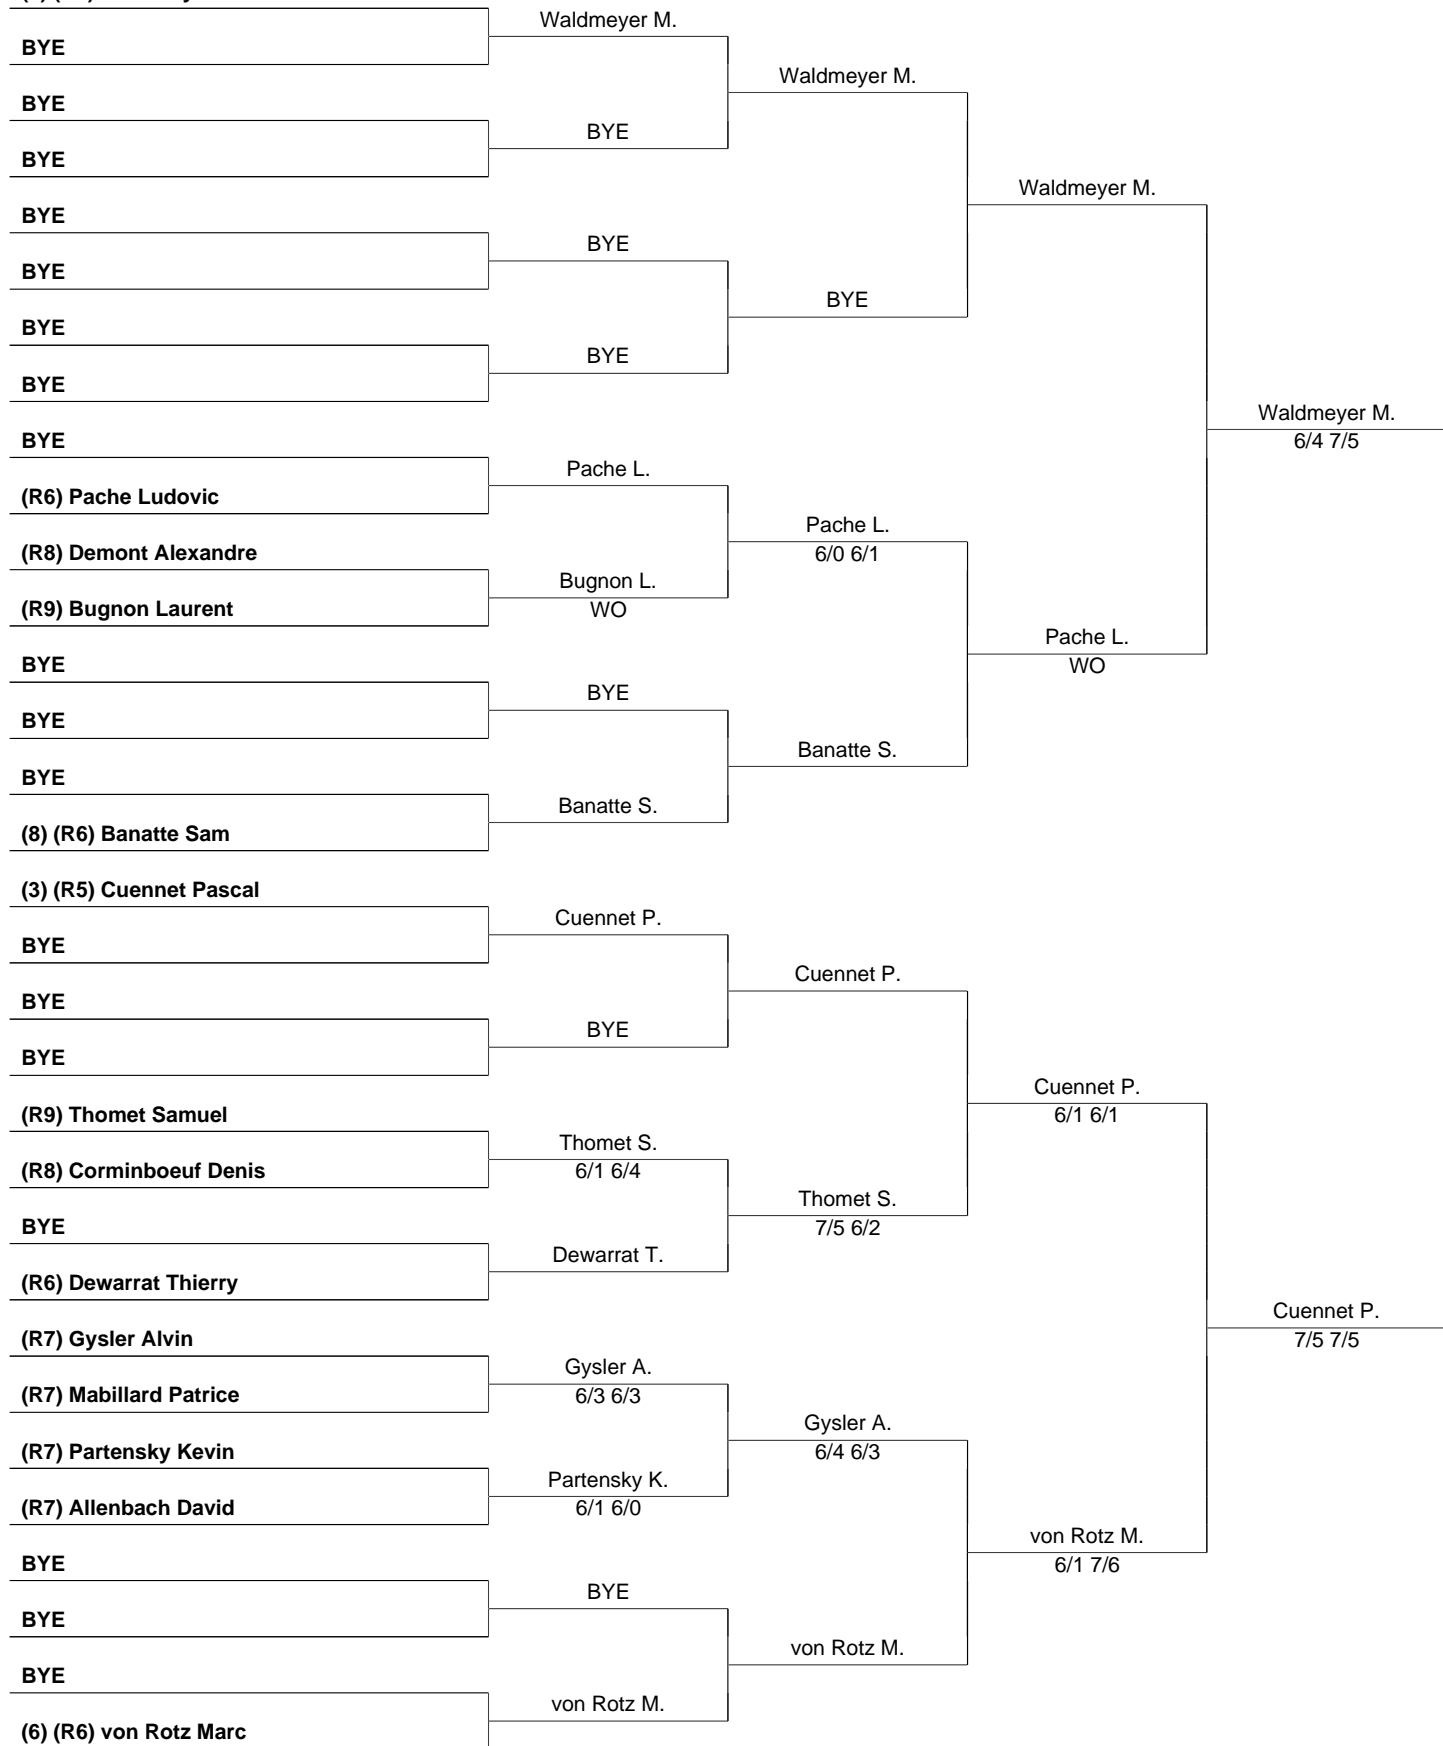 BYE
BYE
BYE
BYE
BYE
BYE
BYE
BYE
(R6) Pache Ludovic
(R8) Demont Alexandre
(R9) Bugnon Laurent
BYE
BYE
BYE
(8) (R6) Banatte Sam
(3) (R5) Cuennet Pascal
BYE
BYE
BYE
(R9) Thomet Samuel
(R8) Corminboeuf Denis
BYE
(R6) Dewarrat Thierry
(R7) Gysler Alvin
(R7) Mabillard Patrice
(R7) Partensky Kevin
(R7) Allenbach David
BYE
BYE
BYE
(6) (R6) von Rotz Marc
Waldmeyer M.
BYE
BYE
BYE
Pache L.
Bugnon L.
WO
BYE
Banatte S.
Cuennet P.
BYE
Thomet S.
6/1 6/4
Dewarrat T.
Gysler A.
6/3 6/3
Partensky K.
6/1 6/0
BYE
von Rotz M.
Waldmeyer M.
BYE
Pache L.
6/0 6/1
Banatte S.
Cuennet P.
Thomet S.
7/5 6/2
Gysler A.
6/4 6/3
von Rotz M.
Waldmeyer M.
Pache L.
WO
Cuennet P.
6/1 6/1
von Rotz M.
6/1 7/6
Waldmeyer M.
6/4 7/5
Cuennet P.
7/5 7/5